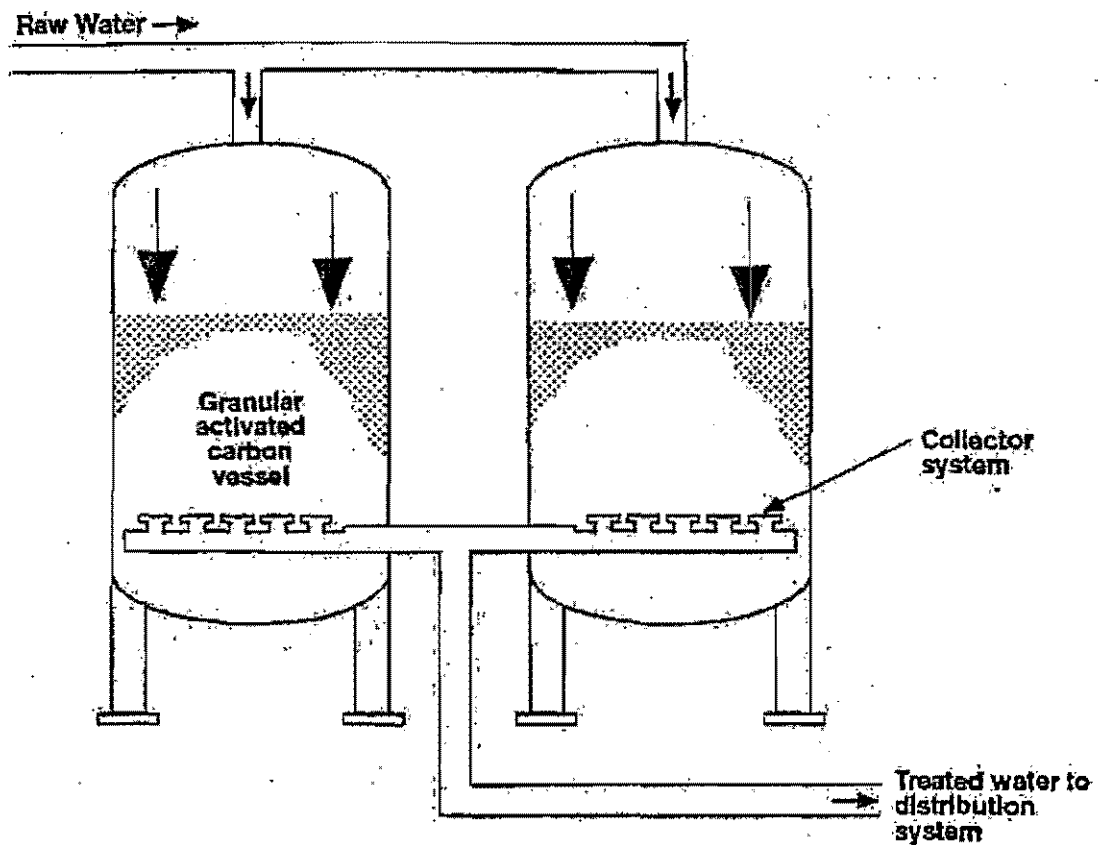 Raw Water
Granular
activated
carbon
vessel
Collector
system
Treated water to
distribution
system